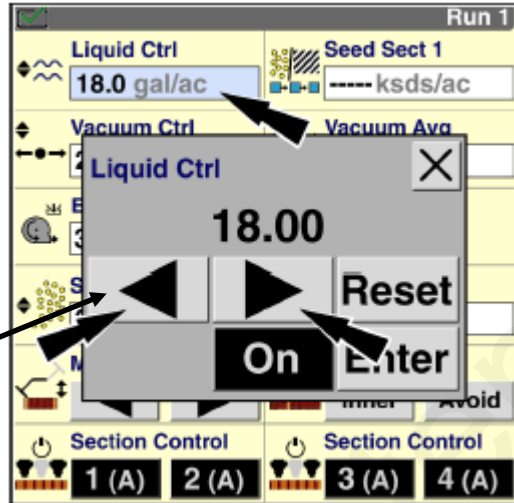 Run 1
Liquid Ctrl
Seed Sect 1
18.0 gal/ac
----- ksds/ac
Vacuum Ctrl
Vacuum Avg
Liquid Ctrl
18.00
Reset
On
Enter
Inner
Avoid
Section Control
Section Control
1 (A)
2 (A)
3 (A)
4 (A)